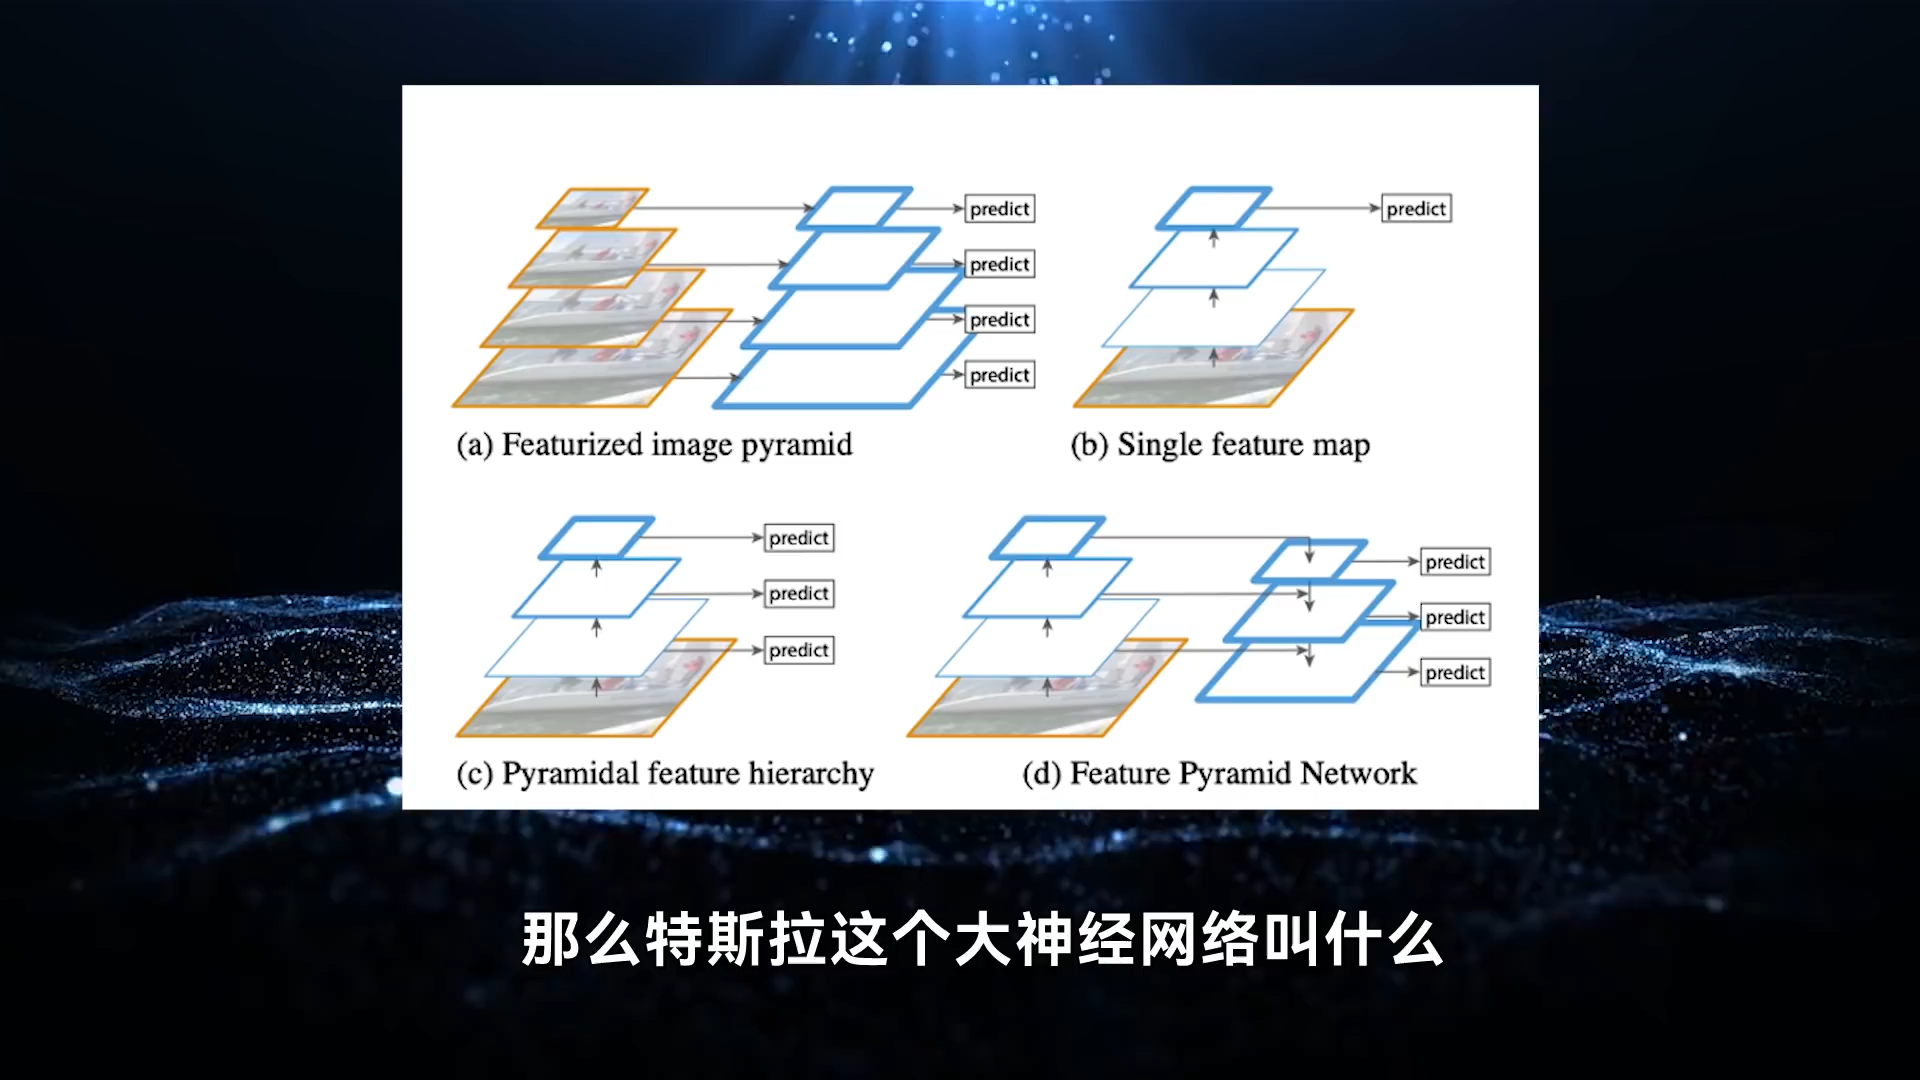 predict
predict
predict
predict
(a) Featurized image pyramid
predict
(b) Single feature map
predict
predict
predict
(c) Pyramidal feature hierarchy
predict
predict
predict
(d) Feature Pyramid Network
那么特斯拉这个大神经网络叫什么